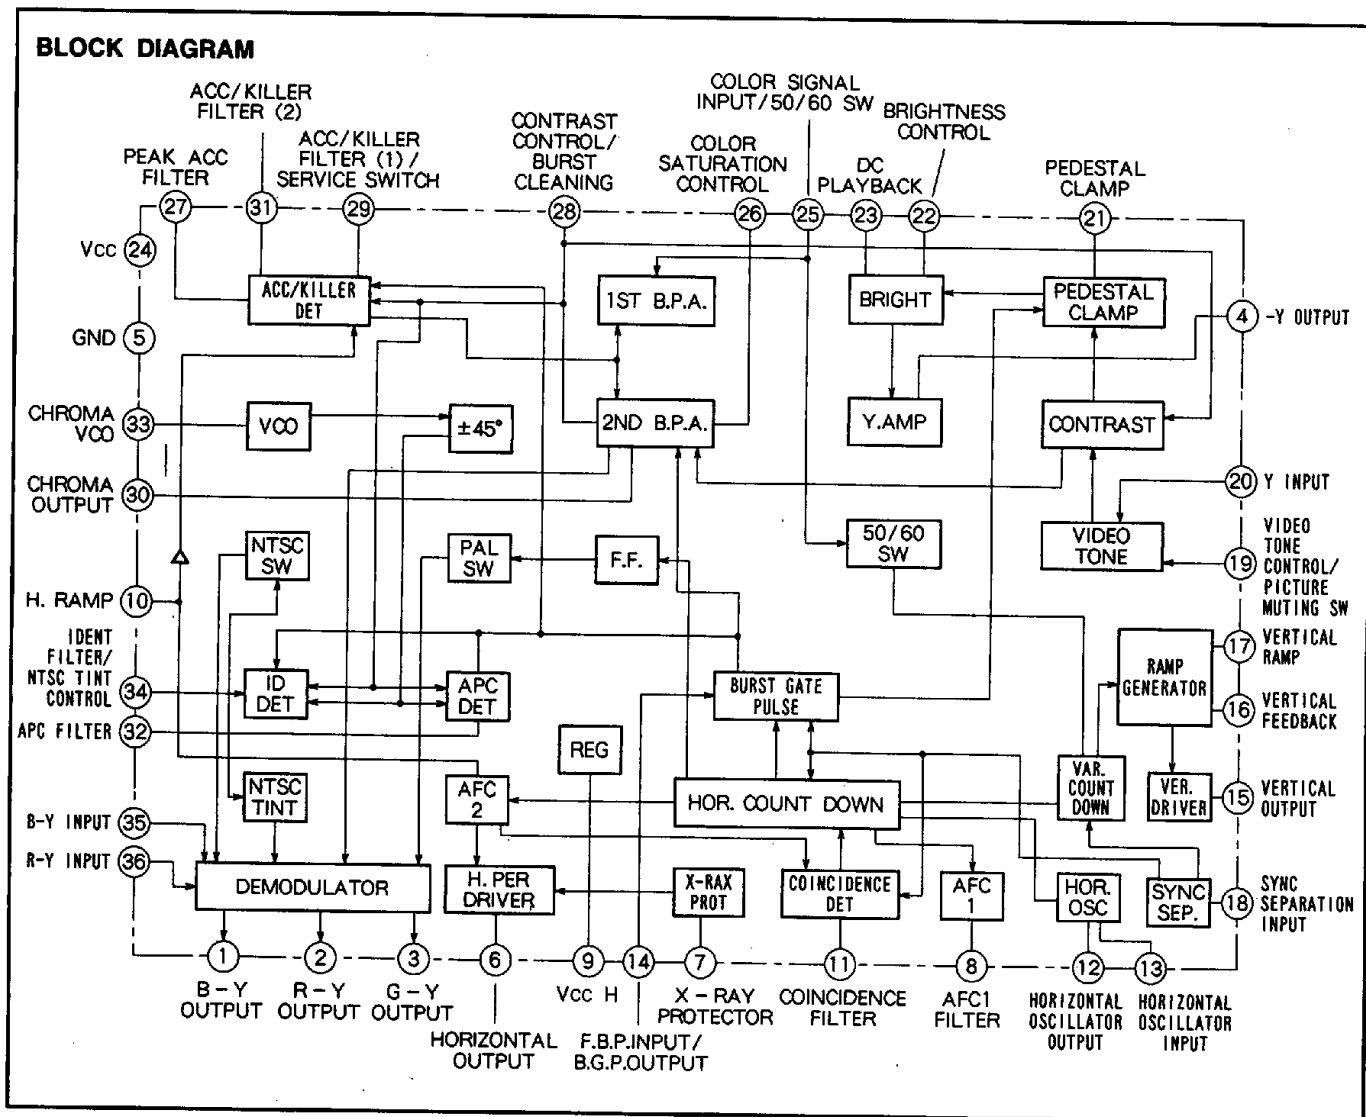 BLOCK DIAGRAM
ACC/KILLER
FILTER (2)
COLOR SIGNAL
INPUT/50/60 SW
PEAK ACC
FILTER
ACC/KILLER
FILTER (1)/
SERVICE SWITCH
CONTRAST
CONTROL/
BURST
CLEANING
COLOR
SATURATION
CONTROL
DC
PLAYBACK
BRIGHTNESS
CONTROL
PEDESTAL
CLAMP
27
31
29
28
26
25
23
22
21
Vcc 24
ACC/KILLER
DET
1ST B.P.A.
BRIGHT
PEDESTAL
CLAMP
4 -Y OUTPUT
GND 5
CHROMA
VCO
33
VCO
±45°
2ND B.P.A.
Y.AMP
CONTRAST
CHROMA
OUTPUT
30
20 Y INPUT
NTSC
SW
PAL
SW
F.F.
50/60
SW
VIDEO
TONE
19
VIDEO
TONE
CONTROL/
PICTURE
MUTING SW
H. RAMP 10
IDENT
FILTER/
NTSC TINT
CONTROL
34
ID
DET
APC
DET
BURST GATE
PULSE
RAMP
GENERATOR
17
VERTICAL
RAMP
16
VERTICAL
FEEDBACK
APC FILTER 32
REG
NTSC
TINT
AFC
2
HOR. COUNT DOWN
VAR.
COUNT
DOWN
VER.
DRIVER
15
VERTICAL
OUTPUT
B-Y INPUT 35
R-Y INPUT 36
DEMODULATOR
H. PER
DRIVER
X-RAX
PROT
COINCIDENCE
DET
AFC
1
HOR.
OSC
SYNC
SEP.
18
SYNC
SEPARATION
INPUT
1
2
3
6
9
14
7
11
8
12
13
B-Y
OUTPUT
R-Y
OUTPUT
G-Y
OUTPUT
HORIZONTAL
OUTPUT
Vcc H
F.B.P.INPUT/
B.G.P.OUTPUT
X-RAY
PROTECTOR
COINCIDENCE
FILTER
AFC1
FILTER
HORIZONTAL
OSCILLATOR
OUTPUT
HORIZONTAL
OSCILLATOR
INPUT